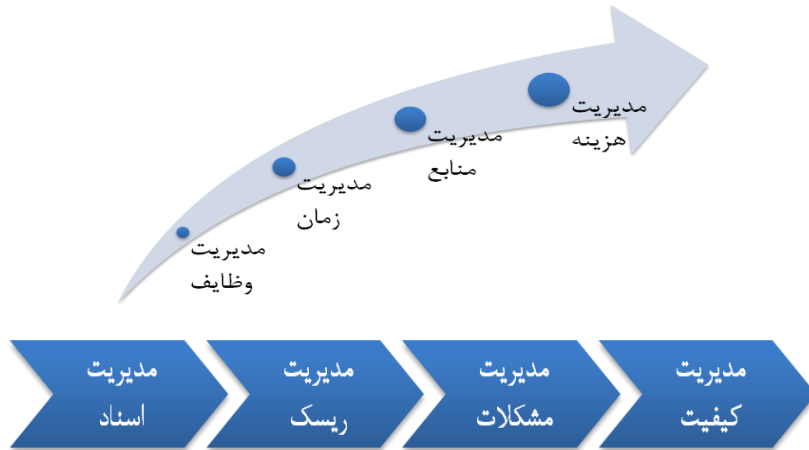 مدیریت
هزینه
مدیریت
منابع
مدیریت
زمان
مدیریت
وظایف
مدیریت
اسناد
مدیریت
ریسک
مدیریت
مشکلات
مدیریت
کیفیت